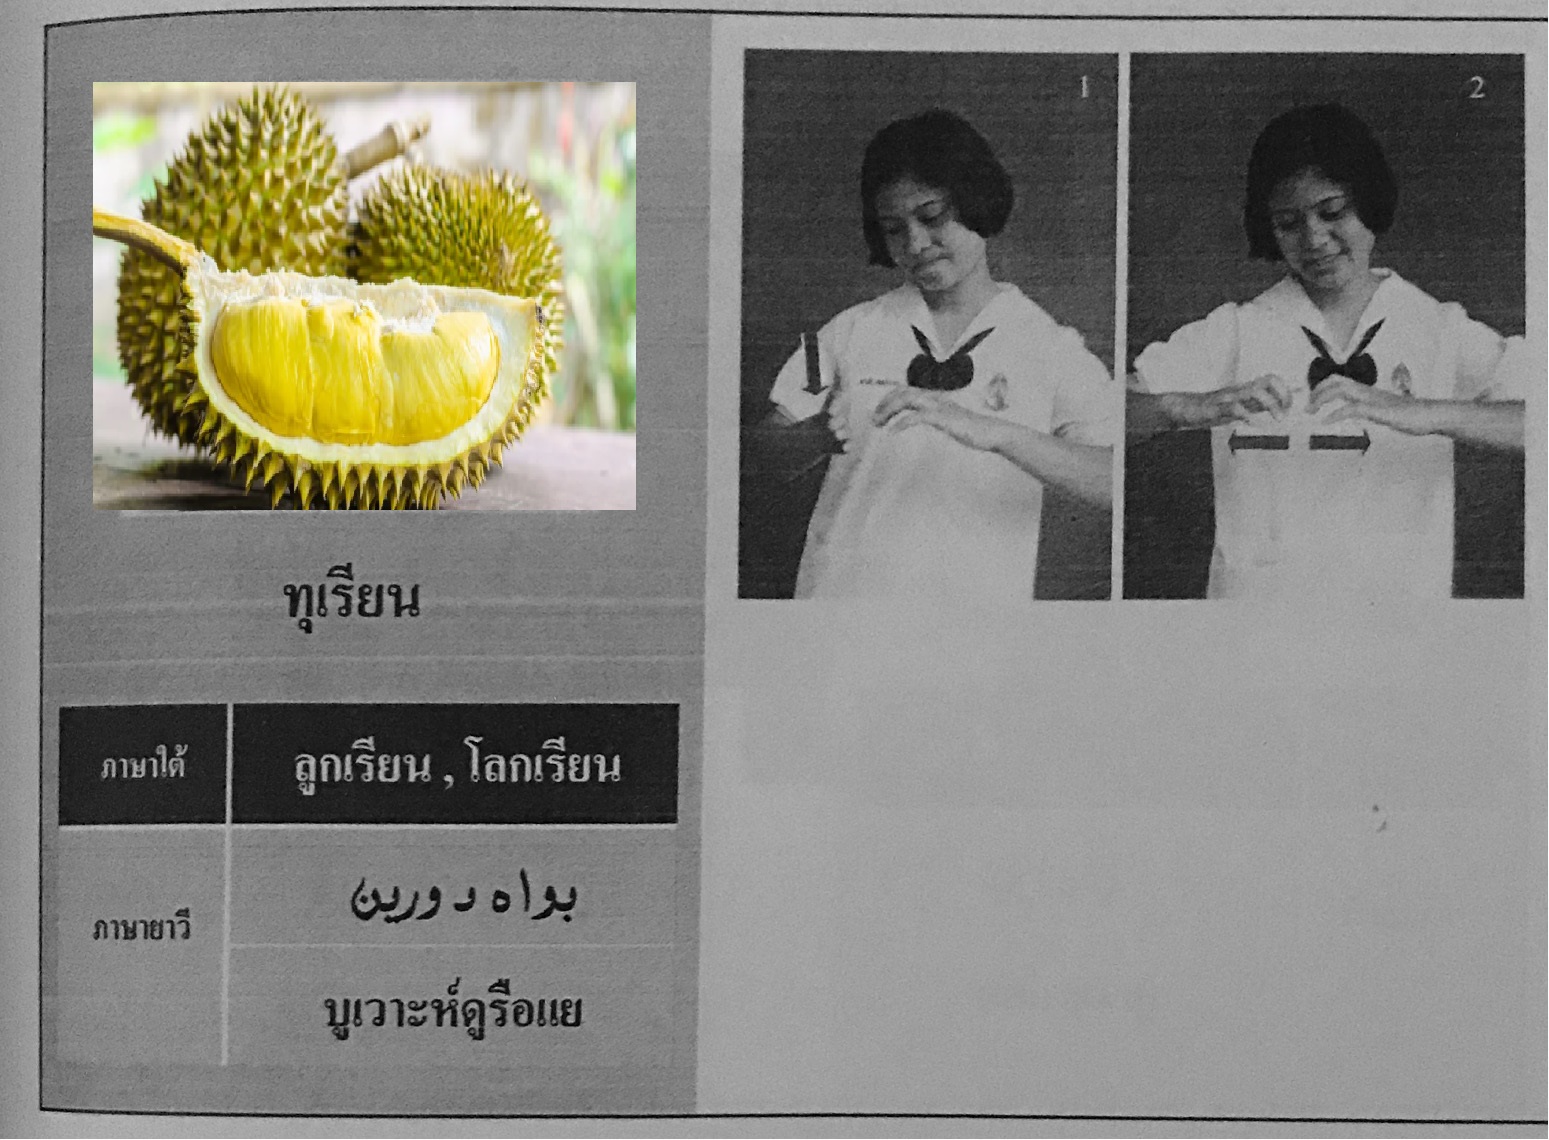 1
2
ทุเรียน
ภาษาใต้
ลูกเรียน , โลกเรียน
ภาษายาวี
بواه دورين
บูเวาะห์ดูรือแย